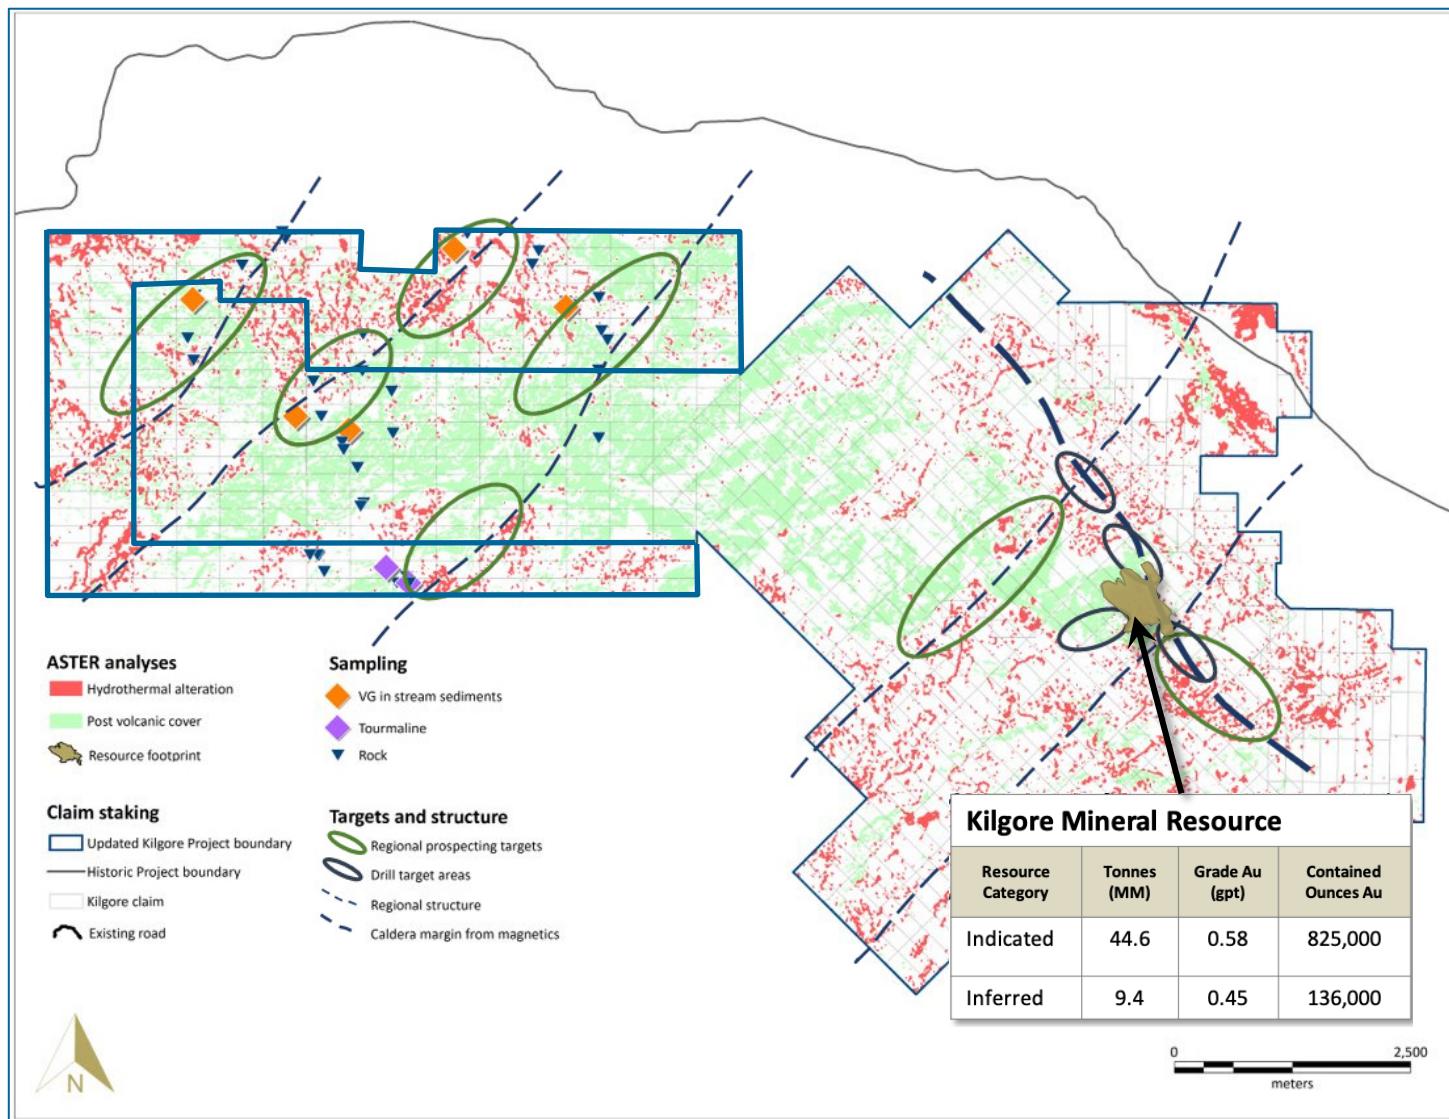 ASTER analyses
Hydrothermal alteration
Post volcanic cover
Resource footprint
Claim staking
Updated Kilgore Project boundary
Historic Project boundary
Kilgore claim
Existing road
Sampling
VG in stream sediments
Tourmaline
Rock
Targets and structure
Regional prospecting targets
Drill target areas
Regional structure
Caldera margin from magnetics
Kilgore Mineral Resource
Resource Category Tonnes (MM) Grade Au (gpt) Contained Ounces Au
Indicated 44.6 0.58 825,000
Inferred 9.4 0.45 136,000
N
0 2,500
meters